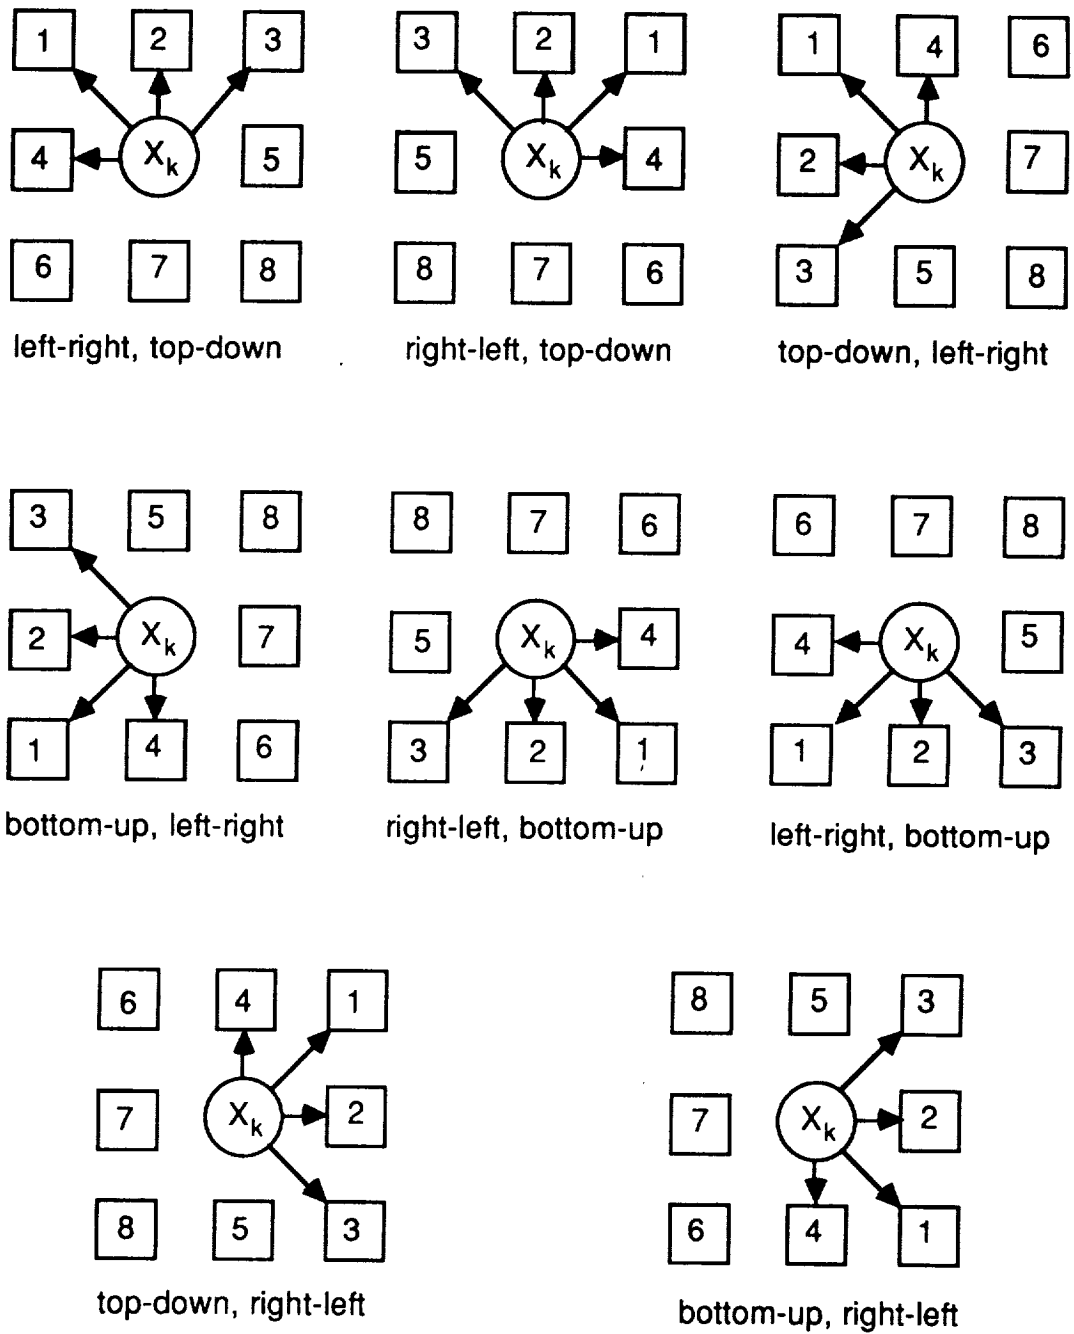 1 2 3 3 2 1 1 4 6
4 Xk 5 5 Xk 4 2 Xk 7
6 7 8 8 7 6 3 5 8
left-right, top-down right-left, top-down top-down, left-right
3 5 8 8 7 6 6 7 8
2 Xk 7 5 Xk 4 4 Xk 5
1 4 6 3 2 1 1 2 3
bottom-up, left-right right-left, bottom-up left-right, bottom-up
6 4 1 8 5 3
7 Xk 2 7 Xk 2
8 5 3 6 4 1
top-down, right-left bottom-up, right-left